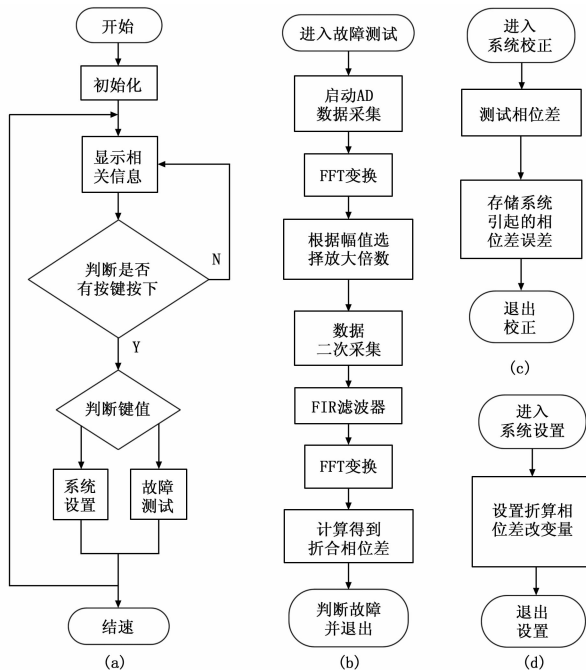 开始
初始化
显示相
关信息
判断是否
有按键按下
N
Y
判断键值
系统
设置
故障
测试
结速
(a)
进入故障测试
启动AD
数据采集
FFT变换
根据幅值选
择放大倍数
数据
二次采集
FIR滤波器
FFT变换
计算得到
折合相位差
判断故障
并退出
(b)
进入
系统校正
测试相位差
存储系统
引起的相
位差误差
退出
校正
(c)
进入
系统设置
设置折算相
位差改变量
退出
设置
(d)